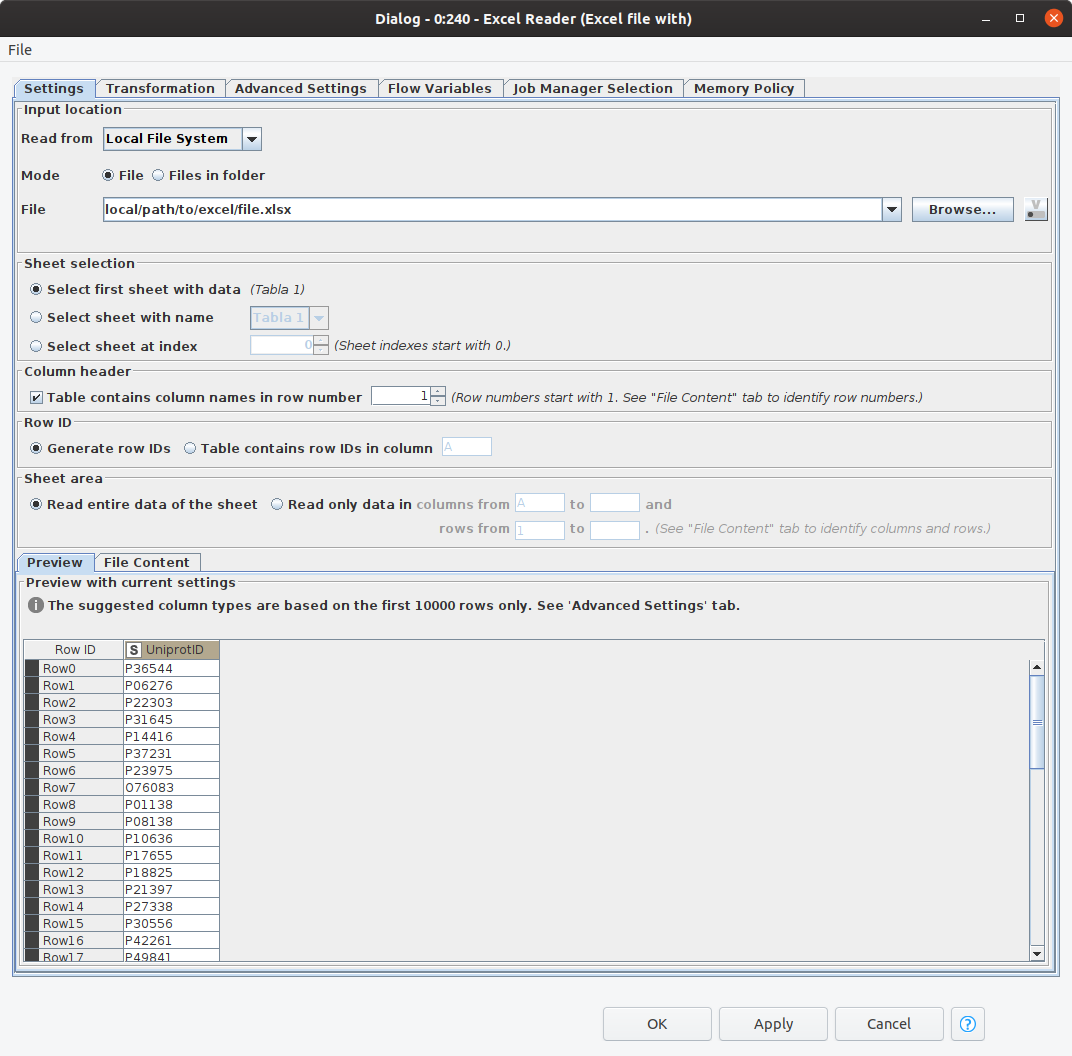 Dialog - 0:240 - Excel Reader (Excel file with)
File
Settings Transformation Advanced Settings Flow Variables Job Manager Selection Memory Policy
Input location
Read from Local File System
Mode File Files in folder
File local/path/to/excel/file.xlsx Browse...
Sheet selection
Select first sheet with data (Tabla 1)
Select sheet with name Tabla 1
Select sheet at index 0 (Sheet indexes start with 0.)
Column header
Table contains column names in row number 1 (Row numbers start with 1. See "File Content" tab to identify row numbers.)
Row ID
Generate row IDs Table contains row IDs in column A
Sheet area
Read entire data of the sheet Read only data in columns from A to and
rows from 1 to . (See "File Content" tab to identify columns and rows.)
Preview File Content
Preview with current settings
The suggested column types are based on the first 10000 rows only. See 'Advanced Settings' tab.
Row ID S UniprotID
Row0 P36544
Row1 P06276
Row2 P22303
Row3 P31645
Row4 P14416
Row5 P37231
Row6 P23975
Row7 O76083
Row8 P01138
Row9 P08138
Row10 P10636
Row11 P17655
Row12 P18825
Row13 P21397
Row14 P27338
Row15 P30556
Row16 P42261
Row17 P49841
OK Apply Cancel ?